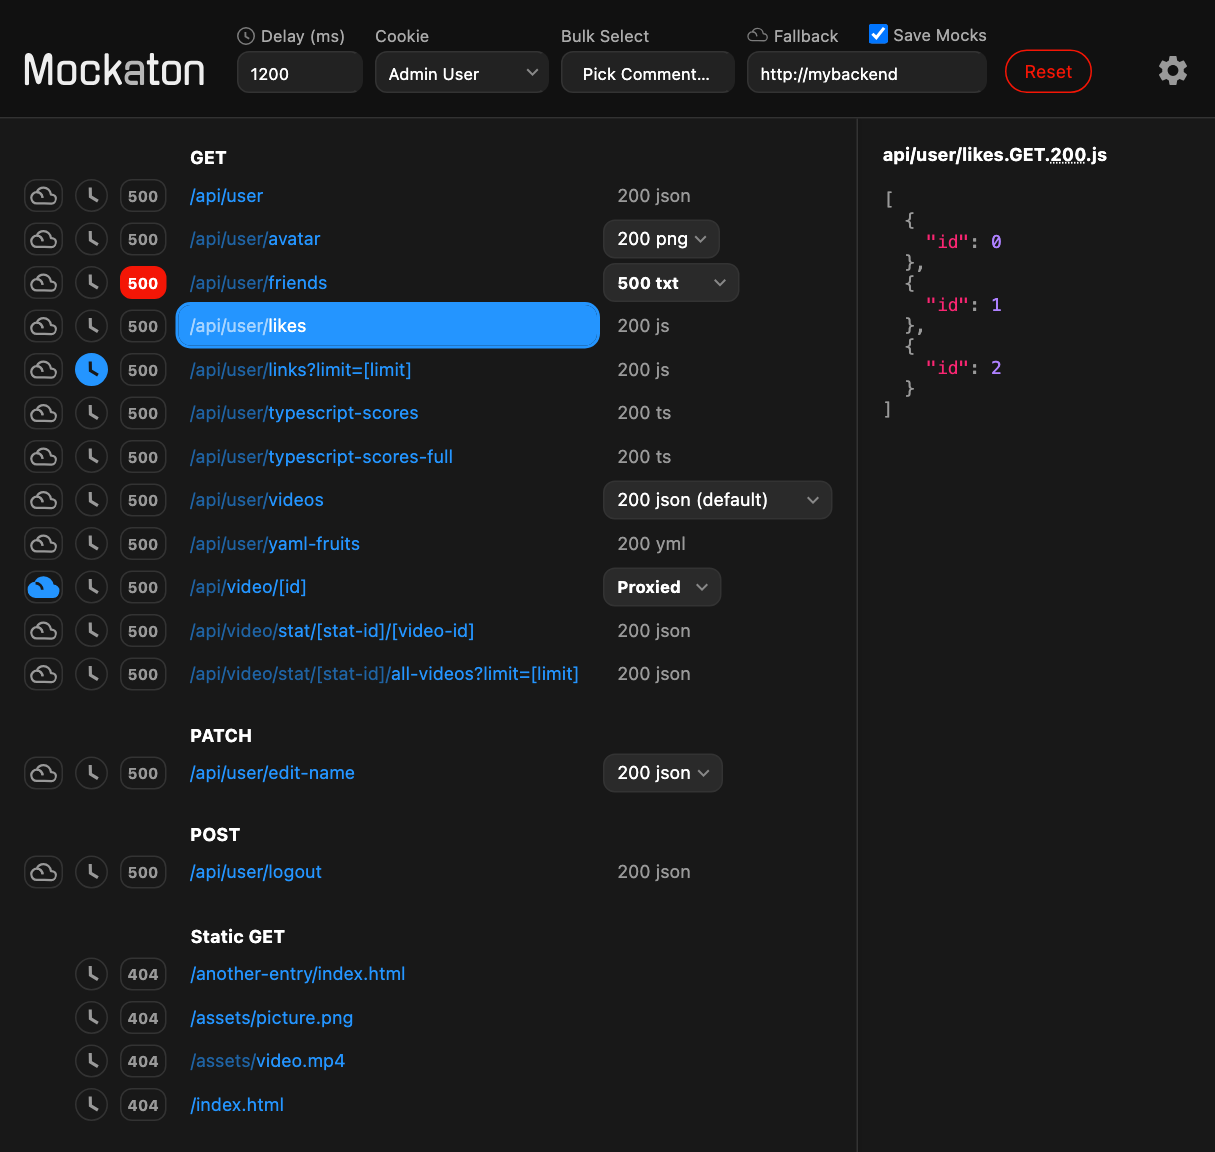 Mockaton
Delay (ms)
1200
Cookie
Admin User
Bulk Select
Pick Comment...
Fallback
http://mybackend
Save Mocks
Reset
GET
500 /api/user 200 json
500 /api/user/avatar 200 png
500 /api/user/friends 500 txt
500 /api/user/likes 200 js
500 /api/user/links?limit=[limit] 200 js
500 /api/user/typescript-scores 200 ts
500 /api/user/typescript-scores-full 200 ts
500 /api/user/videos 200 json (default)
500 /api/user/yaml-fruits 200 yml
500 /api/video/[id] Proxied
500 /api/video/stat/[stat-id]/[video-id] 200 json
500 /api/video/stat/[stat-id]/all-videos?limit=[limit] 200 json
PATCH
500 /api/user/edit-name 200 json
POST
500 /api/user/logout 200 json
Static GET
404 /another-entry/index.html
404 /assets/picture.png
404 /assets/video.mp4
404 /index.html
api/user/likes.GET.200.js
[
  {
    "id": 0
  },
  {
    "id": 1
  },
  {
    "id": 2
  }
]